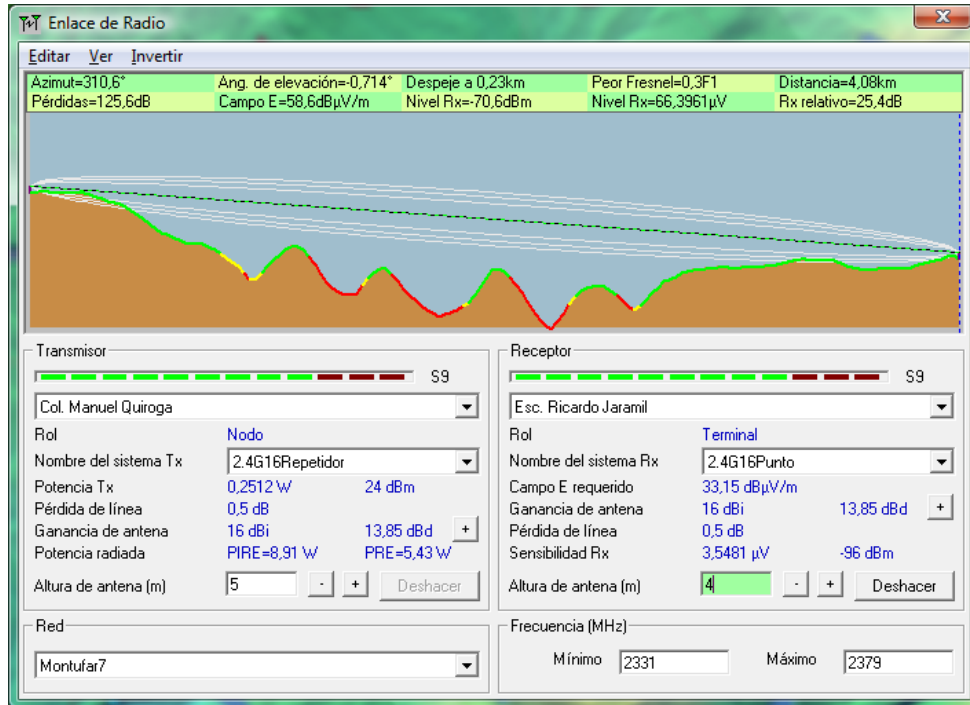 Enlace de Radio
Editar Ver Invertir
Azimut=310,6° Ang. de elevación=-0,714° Despeje a 0,23km Peor Fresnel=0,3F1 Distancia=4,08km
Pérdidas=125,6dB Campo E=58,6dBµV/m Nivel Rx=-70,6dBm Nivel Rx=66,3961µV Rx relativo=25,4dB
Transmisor
S9
Col. Manuel Quiroga
Rol Nodo
Nombre del sistema Tx 2.4G16Repetidor
Potencia Tx 0,2512 W 24 dBm
Pérdida de línea 0,5 dB
Ganancia de antena 16 dBi 13,85 dBd +
Potencia radiada PIRE=8,91 W PRE=5,43 W
Altura de antena (m) 5 - + Deshacer
Red
Montufar7
Receptor
S9
Esc. Ricardo Jaramil
Rol Terminal
Nombre del sistema Rx 2.4G16Punto
Campo E requerido 33,15 dBµV/m
Ganancia de antena 16 dBi 13,85 dBd +
Pérdida de línea 0,5 dB
Sensibilidad Rx 3,5481 µV -96 dBm
Altura de antena (m) 4 - + Deshacer
Frecuencia (MHz)
Mínimo 2331 Máximo 2379